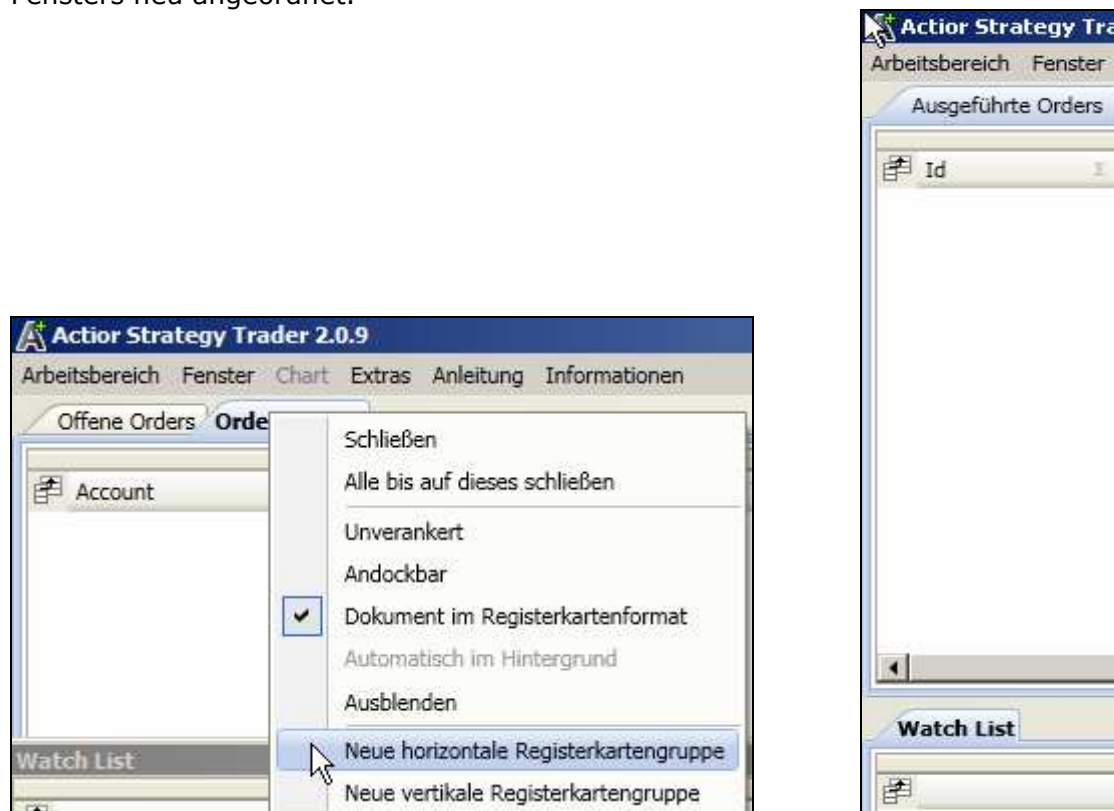 Fensters neu angeordnet.
Actior Strategy Trader 2.0.9
Arbeitsbereich Fenster Chart Extras Anleitung Informationen
Offene Orders Orde
Account
Schließen
Alle bis auf dieses schließen
Unverankert
Andockbar
Dokument im Registerkartenformat
Automatisch im Hintergrund
Ausblenden
Neue horizontale Registerkartengruppe
Neue vertikale Registerkartengruppe
Watch List
Actior Strategy Tra
Arbeitsbereich Fenster
Ausgeführte Orders
Id Σ
Watch List